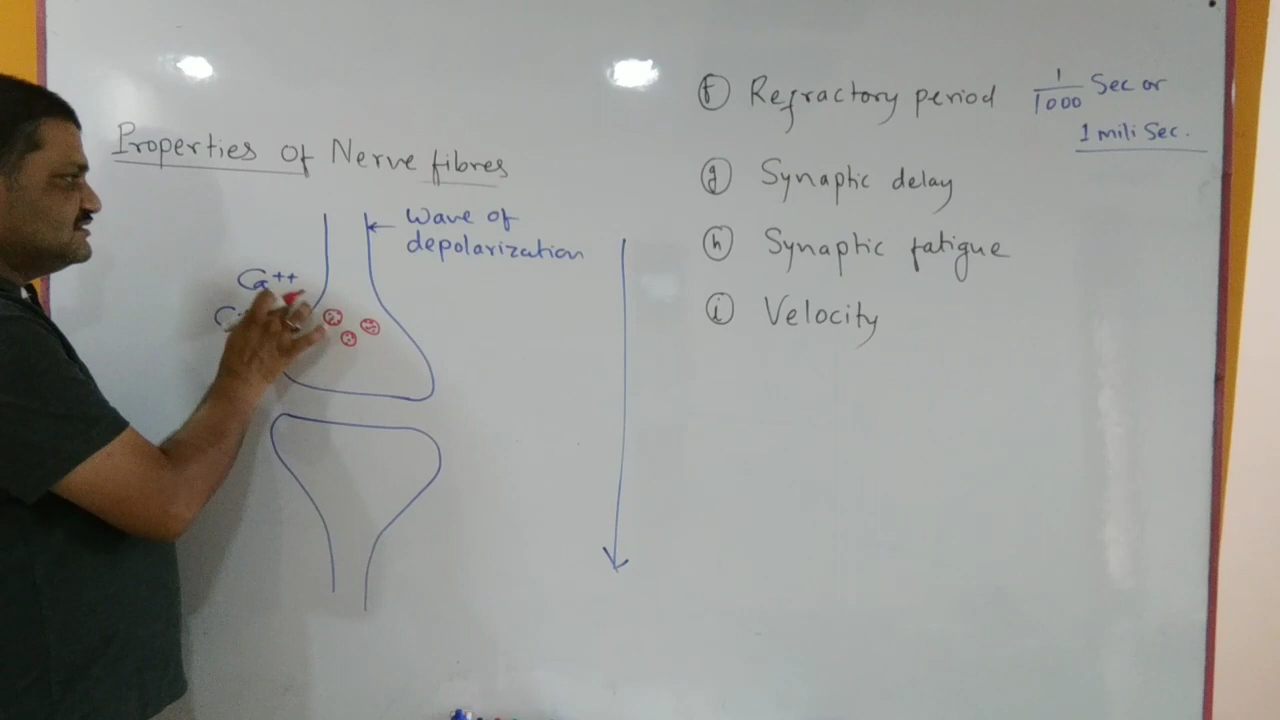 Properties of Nerve fibres
Wave of
depolarization
Ca++
(f) Refractory period 1/1000 Sec or
1 mili Sec.
(g) Synaptic delay
(h) Synaptic fatigue
(i) Velocity